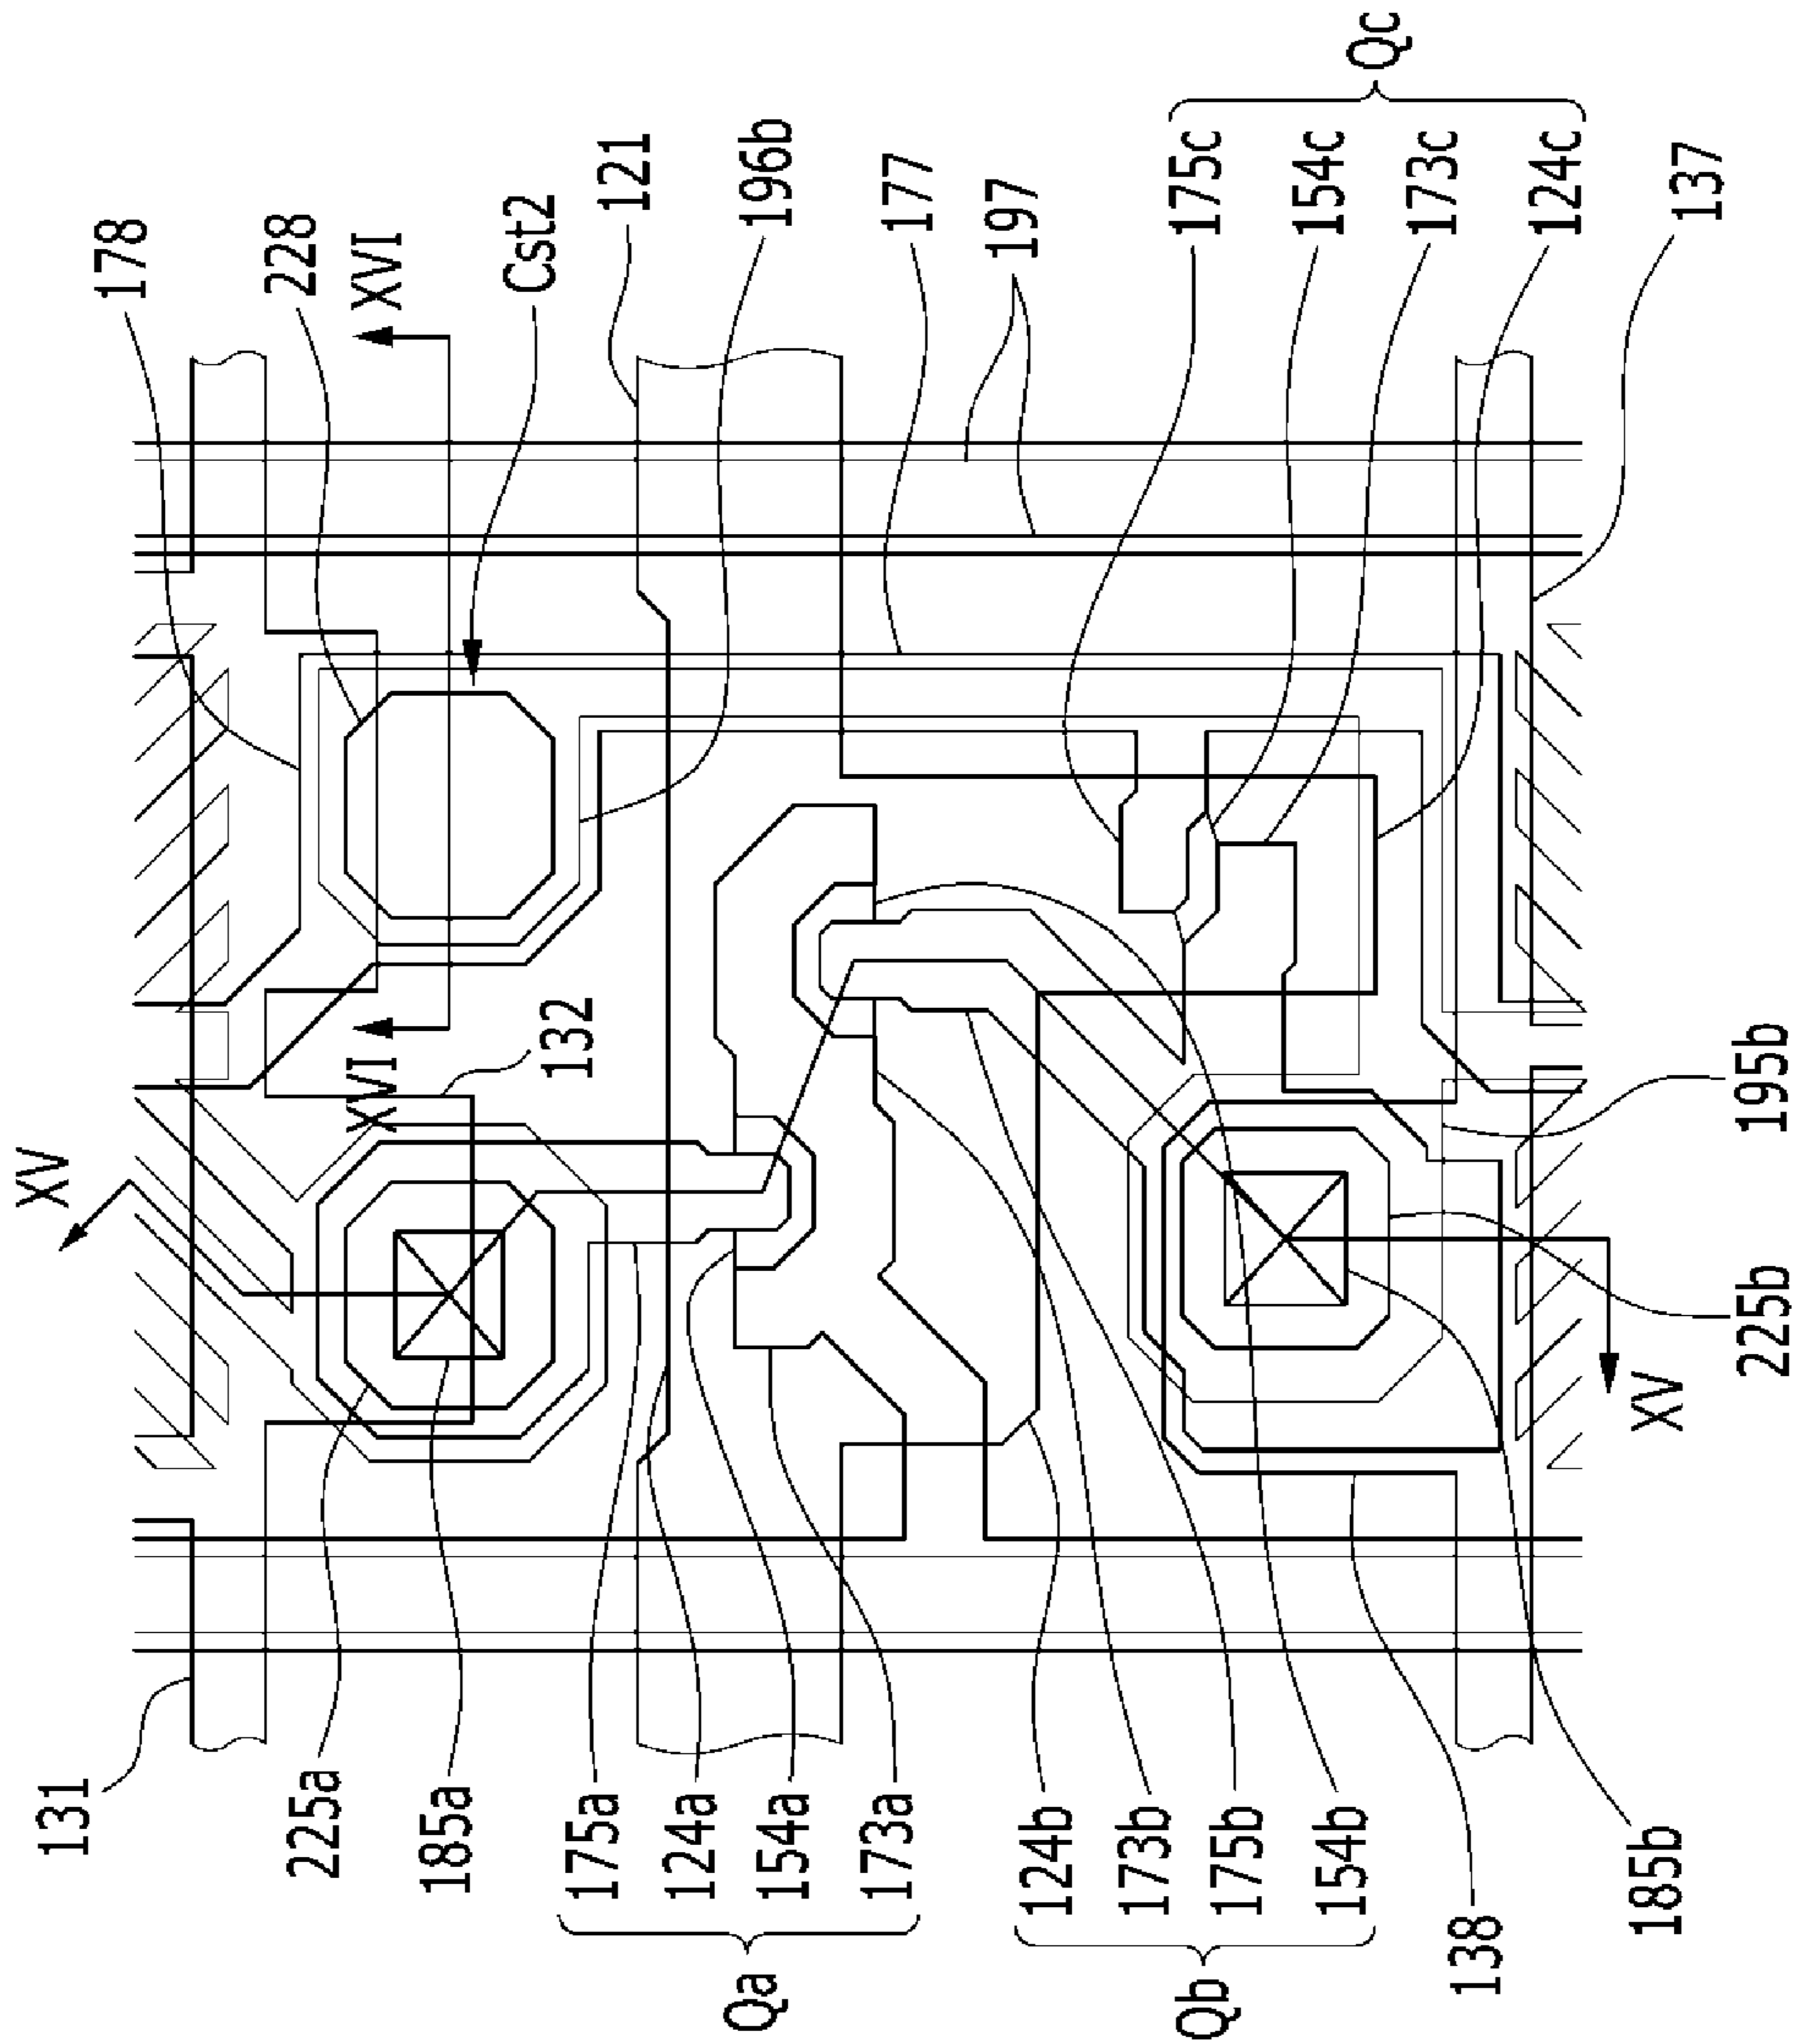 178
228
XVI
Cst2
121
196b
177
197
175c
154c
173c
124c
Qc
137
XV
XVI
132
195b
225b
XV
131
225a
185a
175a
124a
154a
173a
Qa
124b
173b
175b
154b
Qb
138
185b